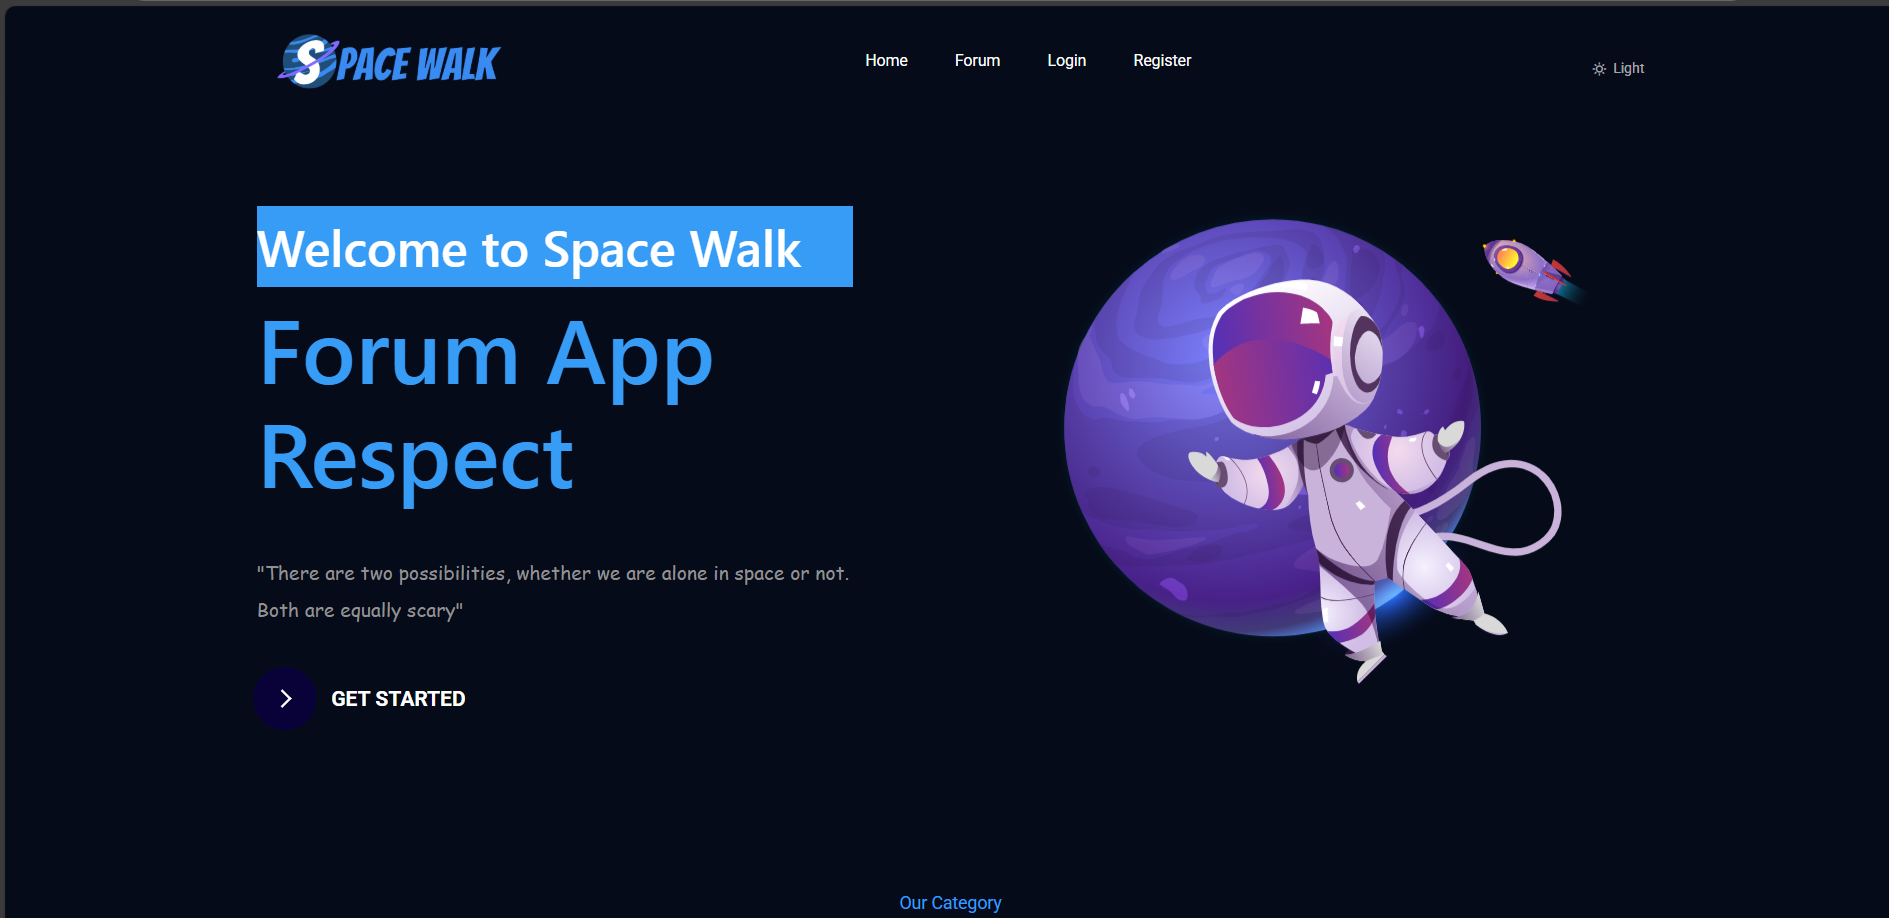 SPACE WALK
Home Forum Login Register
Light
Welcome to Space Walk
Forum App
Respect
"There are two possibilities, whether we are alone in space or not.
Both are equally scary"
GET STARTED
Our Category